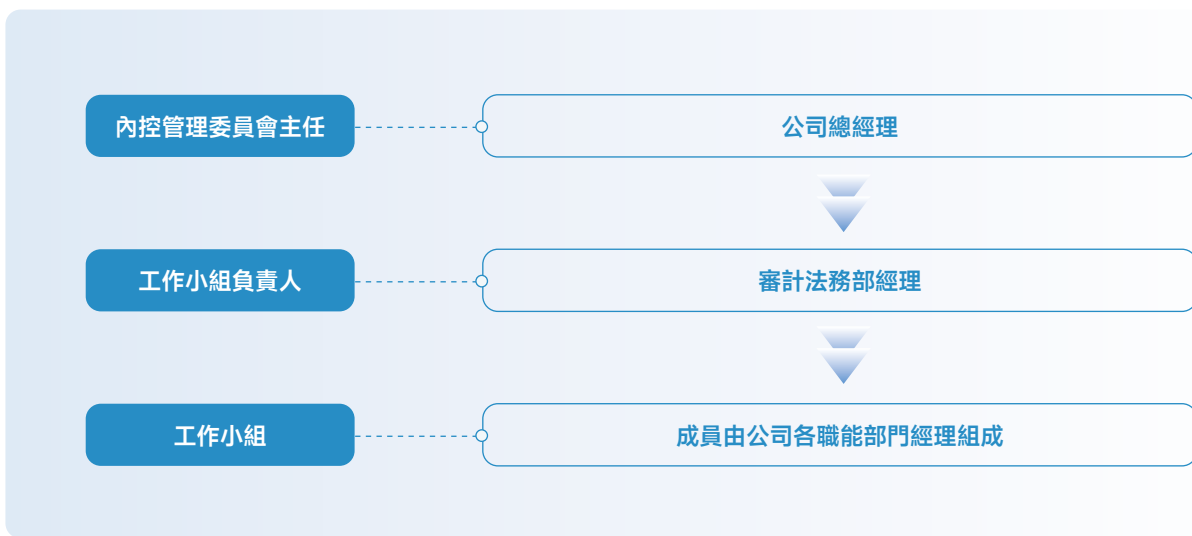 內控管理委員會主任
公司總經理
工作小組負責人
審計法務部經理
工作小組
成員由公司各職能部門經理組成